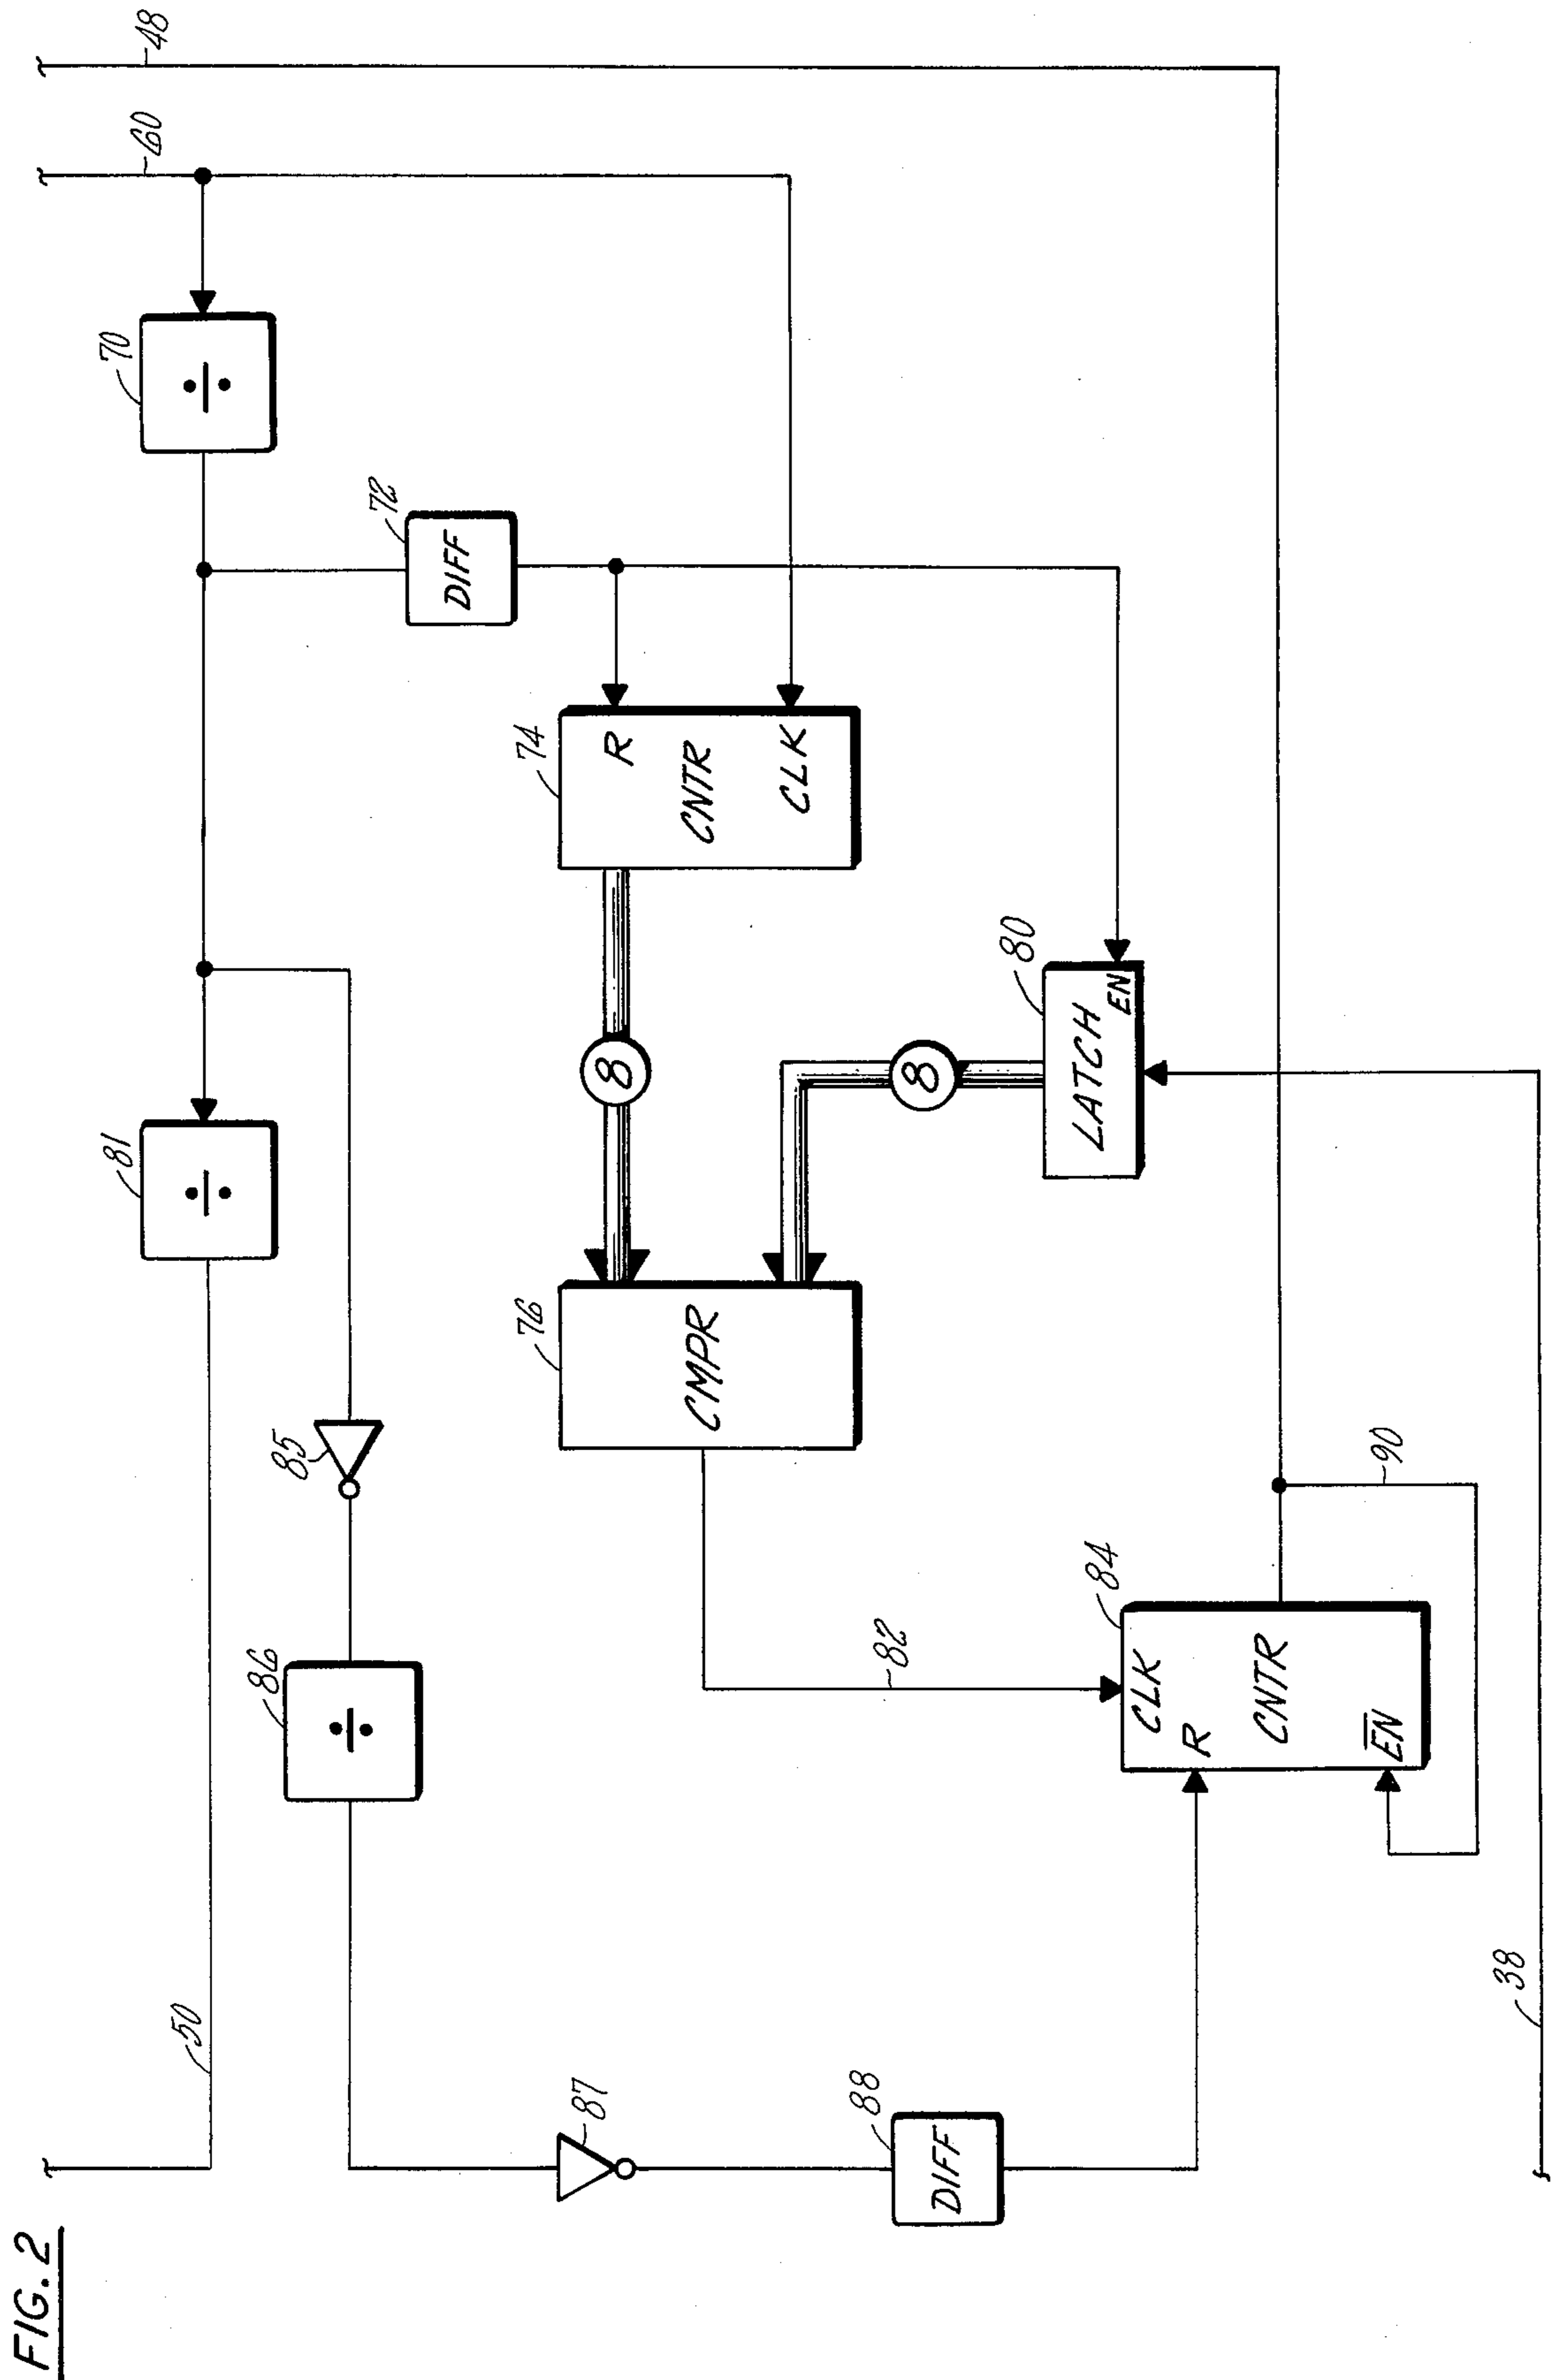 FIG. 2
48
60
70
÷
72
DIFF
74
R
CNTR
CLK
80
LATCH
EN
8
8
81
÷
76
CMPR
85
90
84
CLK
R
CNTR
EN
82
86
÷
50
87
88
DIFF
38